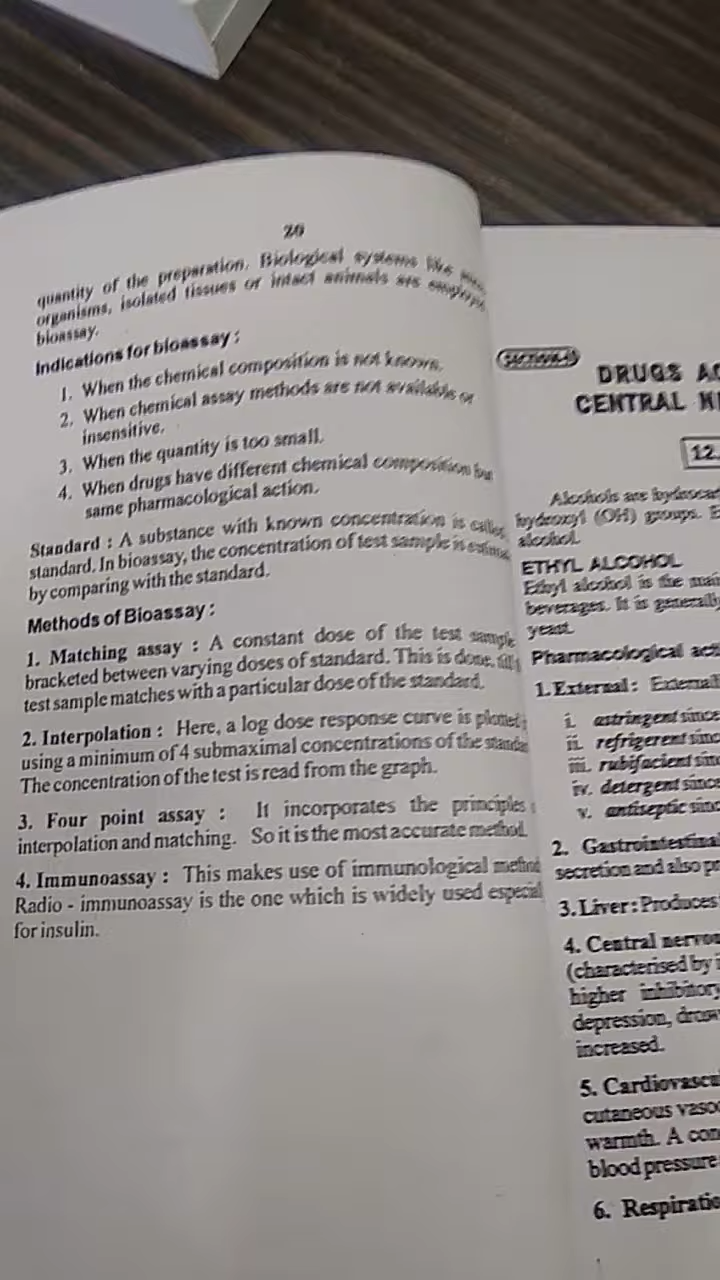 26
quantity of the preparation. Biological systems like
organisms, isolated tissues or intact animals are
bioassay.
Indications for bioassay :
1. When the chemical composition is not known.
2. When chemical assay methods are not available or
insensitive.
3. When the quantity is too small.
4. When drugs have different chemical composition but
same pharmacological action.
Standard : A substance with known concentration is
standard. In bioassay, the concentration of test sample is
by comparing with the standard.
Methods of Bioassay :
1. Matching assay : A constant dose of the test sample
bracketed between varying doses of standard. This is done,
test sample matches with a particular dose of the standard.
2. Interpolation : Here, a log dose response curve is plotted
using a minimum of 4 submaximal concentrations of the
The concentration of the test is read from the graph.
3. Four point assay : It incorporates the principles
interpolation and matching. So it is the most accurate method.
4. Immunoassay : This makes use of immunological
Radio - immunoassay is the one which is widely used
for insulin.
DRUGS
CENTRAL
12.
Alcohols are
hydroxyl (OH) groups.
alcohol.
ETHYL ALCOHOL
Ethyl alcohol is the
beverages. It is
yeast.
Pharmacological
1. External :
i. astringent since
ii. refrigerent
iii. rubifacient
iv. detergent since
v. antiseptic
2.
secretion and also
3. Liver : Produces
4. Central
(characterised by
higher
depression,
increased.
5.
cutaneous
warmth. A
blood pressure
6.